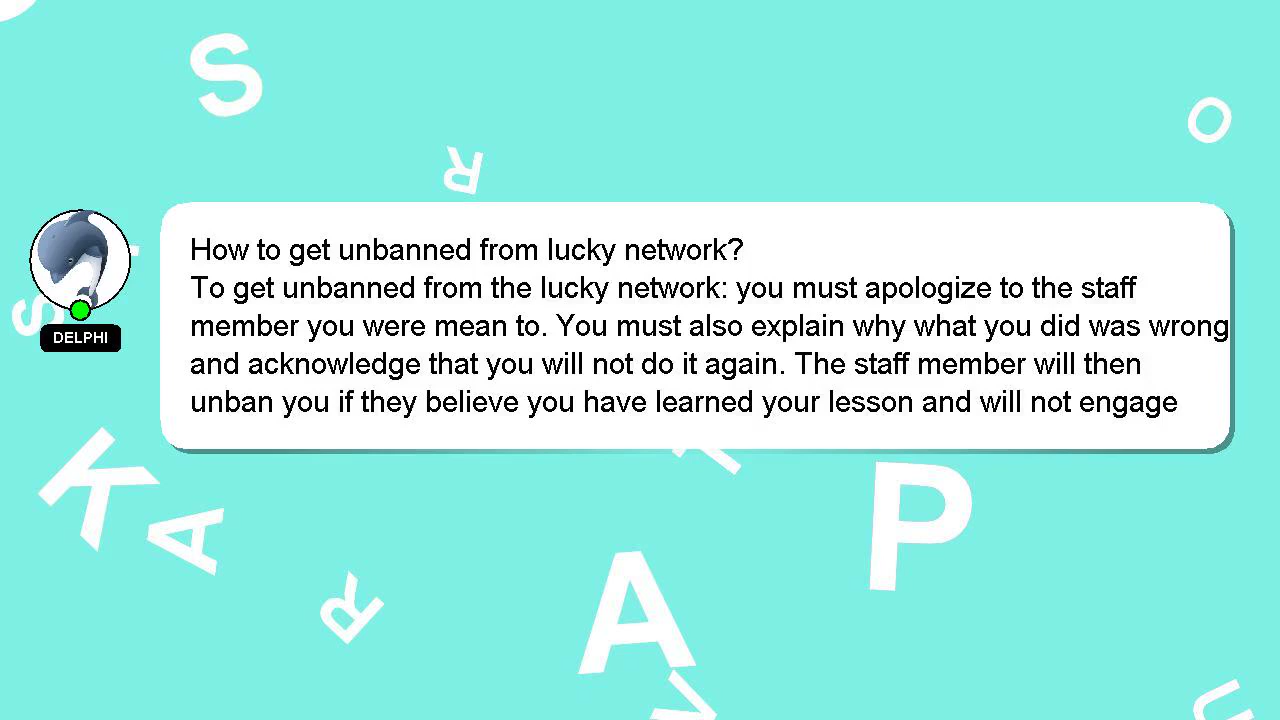 S
R
O
How to get unbanned from lucky network?
To get unbanned from the lucky network: you must apologize to the staff
member you were mean to. You must also explain why what you did was wrong
and acknowledge that you will not do it again. The staff member will then
unban you if they believe you have learned your lesson and will not engage
S
DELPHI
K
A
R
A
P
U